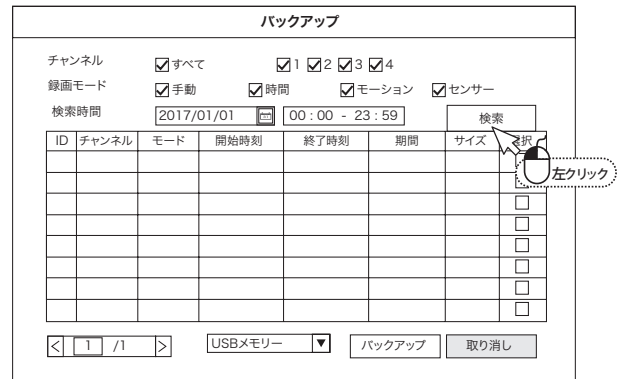 バックアップ
チャンネル すべて 1 2 3 4
録画モード 手動 時間 モーション センサー
検索時間 2017/01/01 00:00 - 23:59 検索
ID チャンネル モード 開始時刻 終了時刻 期間 サイズ 選択
左クリック
< 1 /1 > USBメモリー ▼ バックアップ 取り消し